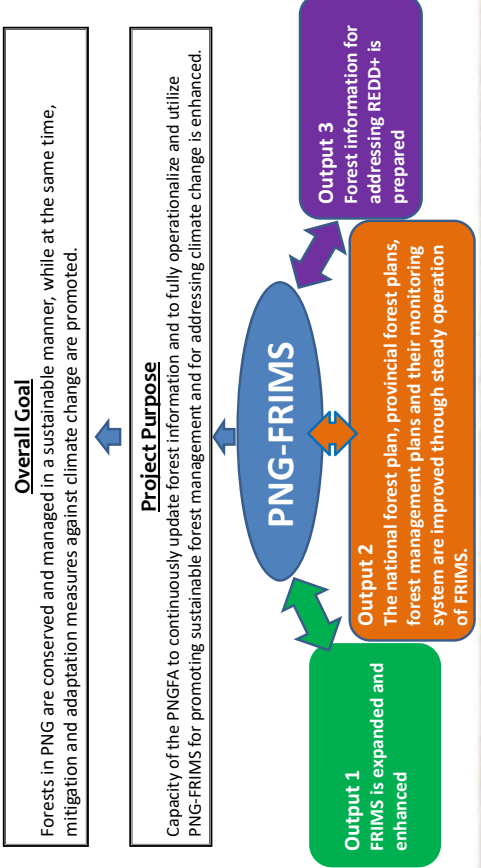 Overall Goal
Forests in PNG are conserved and managed in a sustainable manner, while at the same time,
mitigation and adaptation measures against climate change are promoted.
Project Purpose
Capacity of the PNGFA to continuously update forest information and to fully operationalize and utilize
PNG-FRIMS for promoting sustainable forest management and for addressing climate change is enhanced.
PNG-FRIMS
Output 1
FRIMS is expanded and
enhanced
Output 2
The national forest plan, provincial forest plans,
forest management plans and their monitoring
system are improved through steady operation
of FRIMS.
Output 3
Forest information for
addressing REDD+ is
prepared